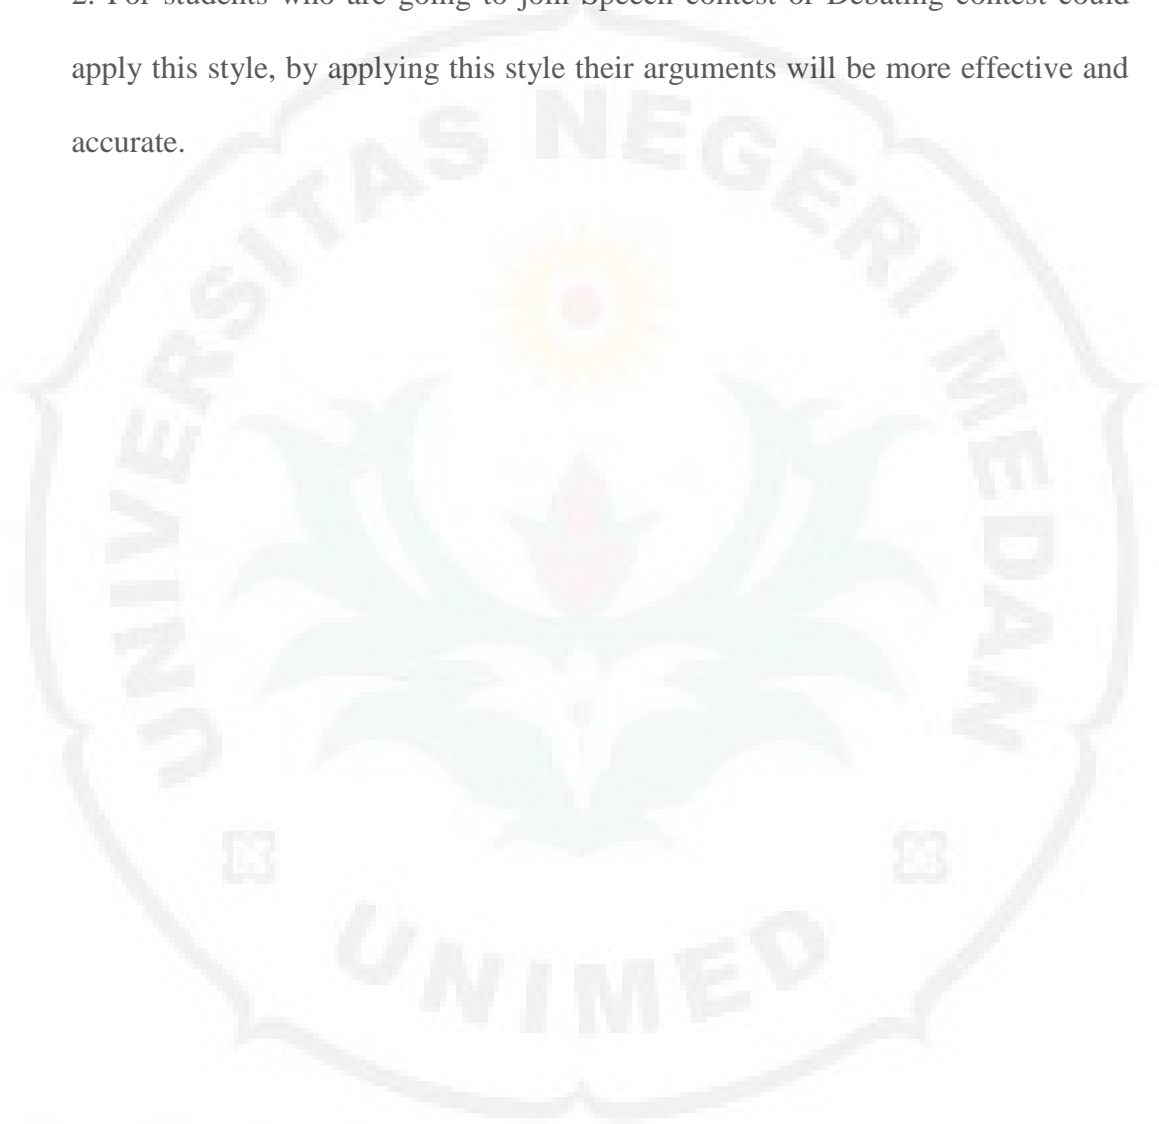 2. For students who are going to join Speech contest or Debating contest could
apply this style, by applying this style their arguments will be more effective and
accurate.
UNIVERSITAS NEGERI MEDAN
UNIMED